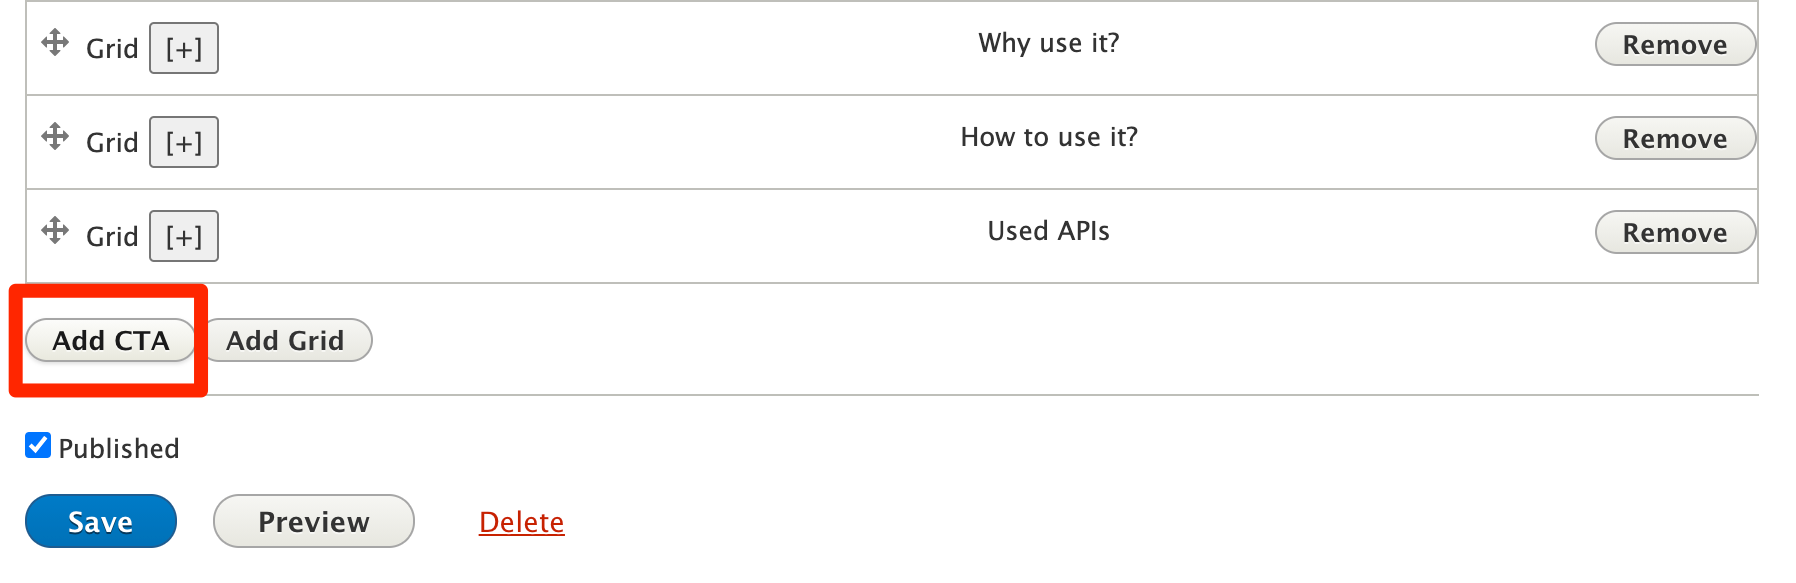 Grid [+] Why use it? Remove
Grid [+] How to use it? Remove
Grid [+] Used APIs Remove
Add CTA Add Grid
Published
Save Preview Delete